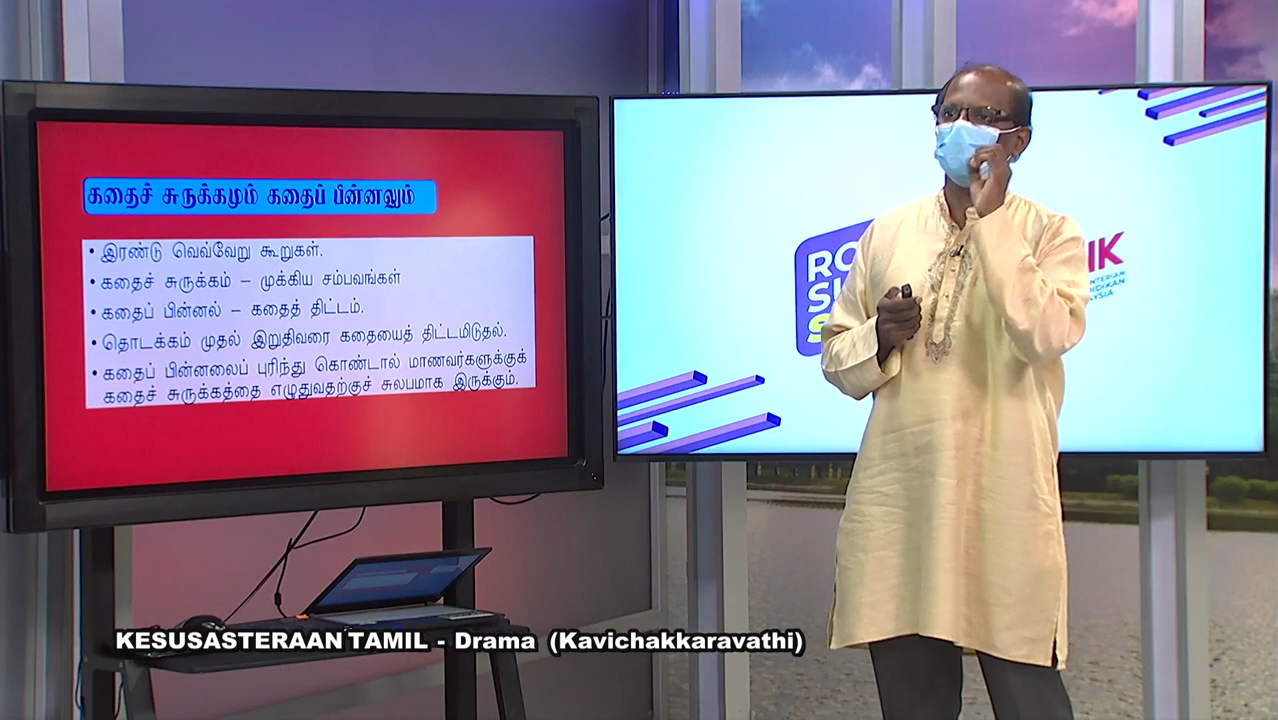 கதைச் சுருக்கழம் கதைப் பின்னலும்
• இரண்டு வெவ்வேறு கூறுகள்.
• கதைச் சுருக்கம் – முக்கிய சம்பவங்கள்
• கதைப் பின்னல் – கதைத் திட்டம்.
• தொடக்கம் முதல் இறுதிவரை கதையைத் திட்டமிடுதல்.
• கதைப் பின்னலைப் புரிந்து கொண்டால் மாணவர்களுக்குக்
கதைச் சுருக்கத்தை எழுதுவதற்குச் சுலபமாக இருக்கும்.
KESUSASTERAAN TAMIL - Drama (Kavichakkaravathi)